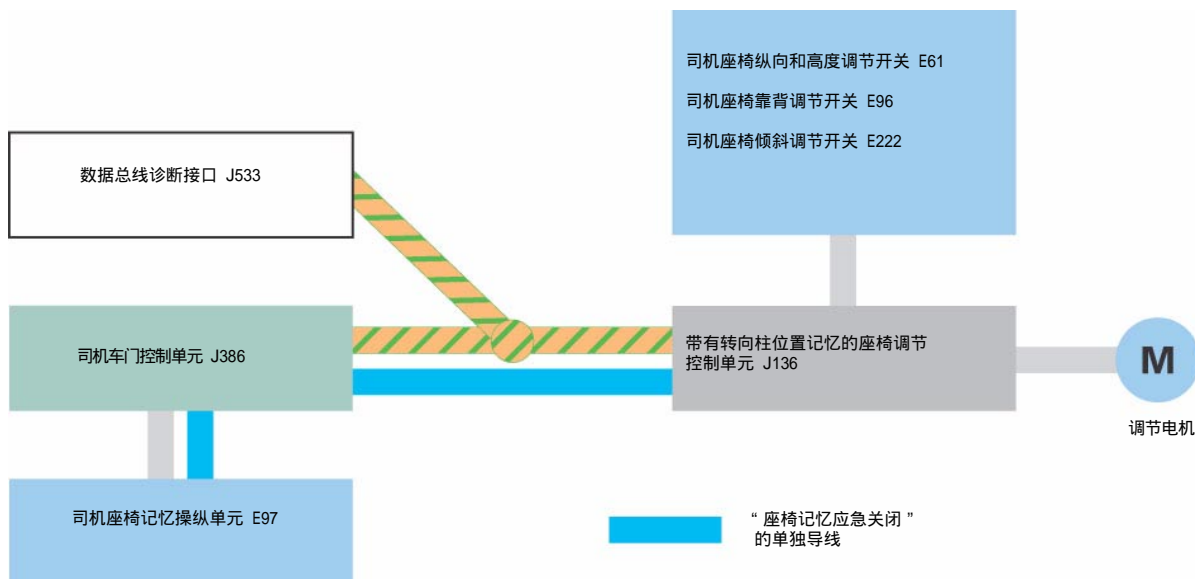 司机座椅纵向和高度调节开关 E61
司机座椅靠背调节开关 E96
司机座椅倾斜调节开关 E222
数据总线诊断接口 J533
司机车门控制单元 J386
带有转向柱位置记忆的座椅调节
控制单元 J136
M
调节电机
司机座椅记忆操纵单元 E97
“座椅记忆应急关闭”
的单独导线